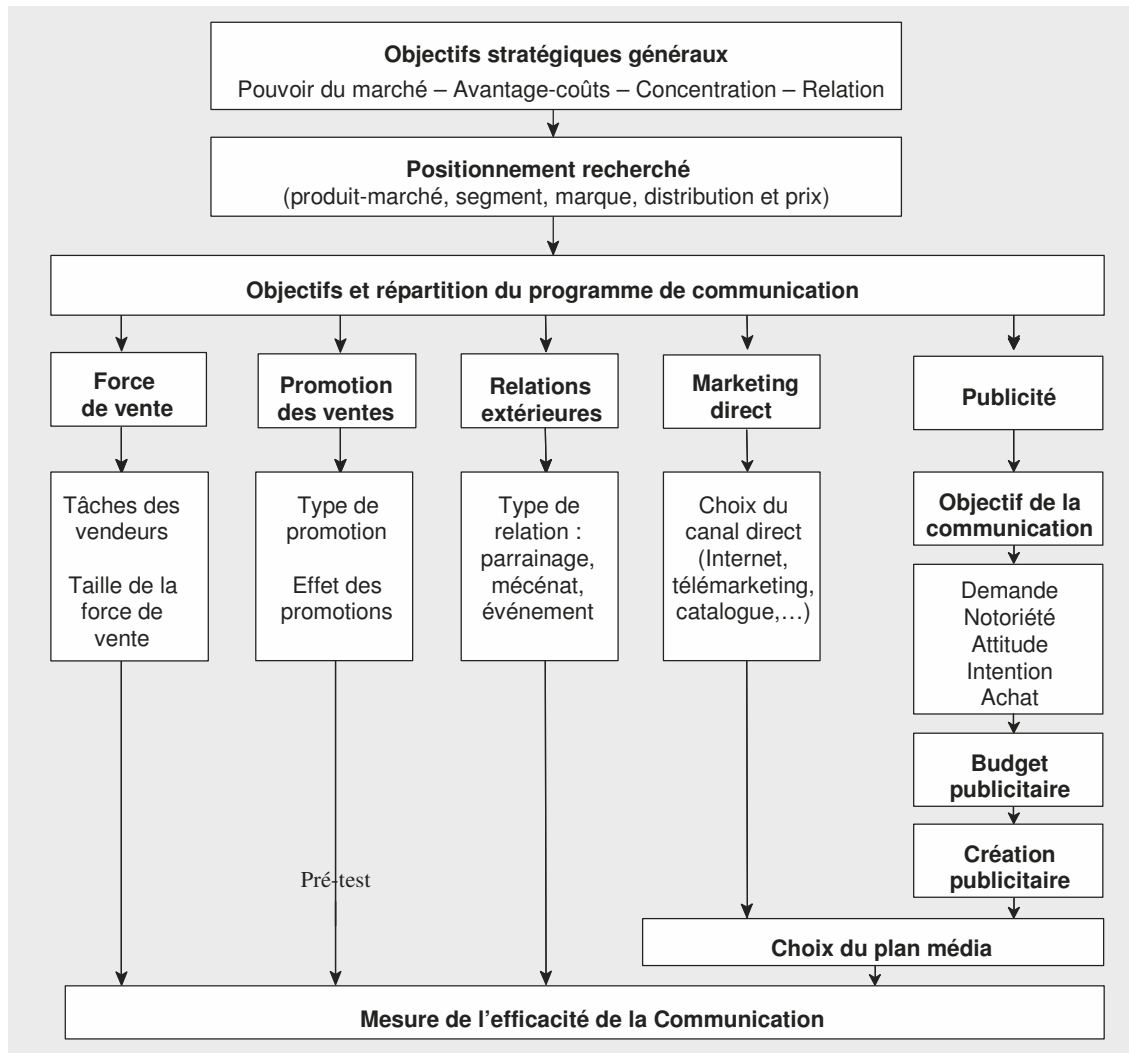 Objectifs stratégiques généraux
Pouvoir du marché – Avantage-coûts – Concentration – Relation
Positionnement recherché
(produit-marché, segment, marque, distribution et prix)
Objectifs et répartition du programme de communication
Force
de vente
Promotion
des ventes
Relations
extérieures
Marketing
direct
Publicité
Tâches des
vendeurs
Taille de la
force de
vente
Type de
promotion
Effet des
promotions
Type de
relation :
parrainage,
mécénat,
événement
Choix du
canal direct
(Internet,
télémarketing,
catalogue,…)
Objectif de la
communication
Demande
Notoriété
Attitude
Intention
Achat
Budget
publicitaire
Création
publicitaire
Pré-test
Choix du plan média
Mesure de l’efficacité de la Communication